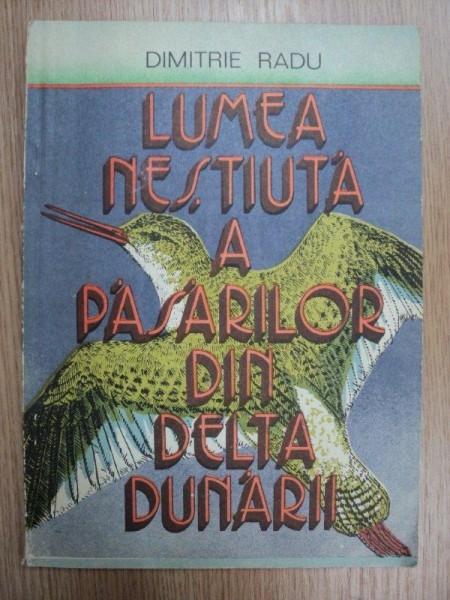 DIMITRIE RADU
LUMEA
NEȘTIUTĂ
A
PĂSĂRILOR
DIN
DELTA
DUNĂRII